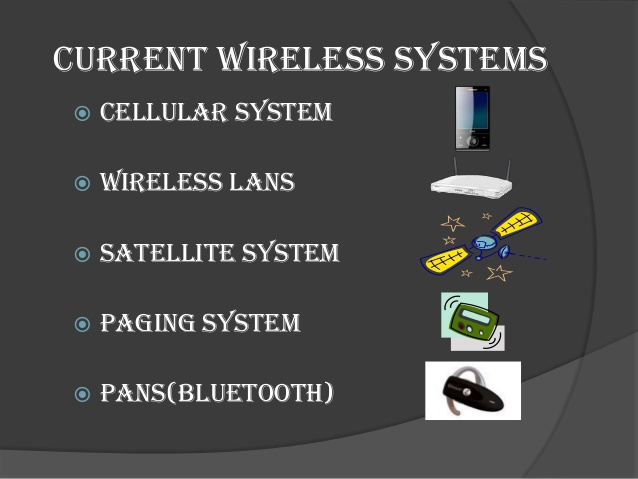 CURRENT WIRELESS SYSTEMS
CELLULAR SYSTEM
WIRELESS LANS
SATELLITE SYSTEM
PAGING SYSTEM
PANS(BLUETOOTH)